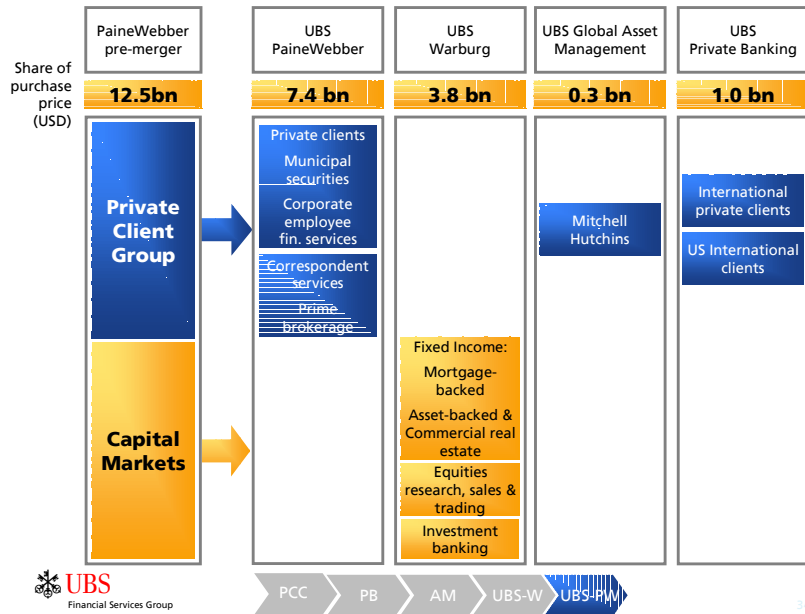 PaineWebber
pre-merger
UBS
PaineWebber
UBS
Warburg
UBS Global Asset
Management
UBS
Private Banking
Share of
purchase
price
(USD)
12.5bn
7.4 bn
3.8 bn
0.3 bn
1.0 bn
Private
Client
Group
Private clients
Municipal
securities
Corporate
employee
fin. services
Correspondent
services
Prime
brokerage
Mitchell
Hutchins
International
private clients
US International
clients
Capital
Markets
Fixed Income:
Mortgage-
backed
Asset-backed &
Commercial real
estate
Equities
research, sales &
trading
Investment
banking
UBS
Financial Services Group
PCC
PB
AM
UBS-W
UBS-PW